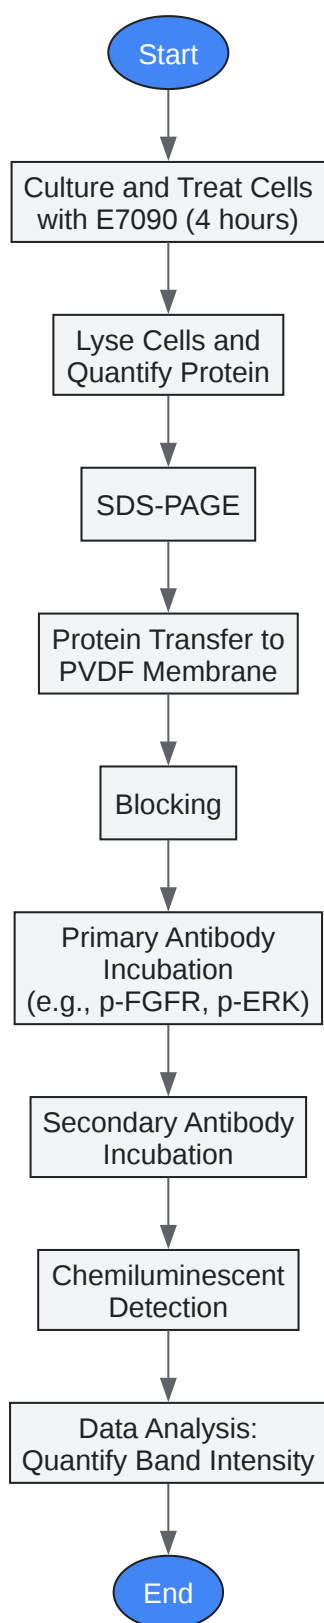 Start
Culture and Treat Cells
with E7090 (4 hours)
Lyse Cells and
Quantify Protein
SDS-PAGE
Protein Transfer to
PVDF Membrane
Blocking
Primary Antibody
Incubation
(e.g., p-FGFR, p-ERK)
Secondary Antibody
Incubation
Chemiluminescent
Detection
Data Analysis:
Quantify Band Intensity
End